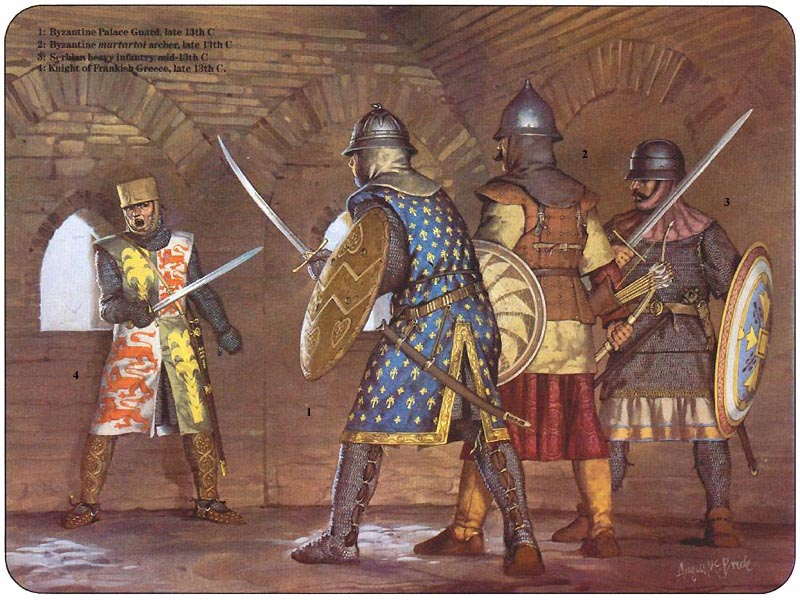 1: Byzantine Palace Guard, late 13th C
2: Byzantine murtartoi archer, late 13th C
3: Serbian heavy infantry, mid-13th C
4: Knight of Frankish Greece, late 13th C.
2
3
4
1
Angus McBride